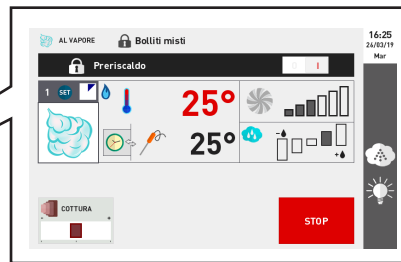 AL VAPORE
Bolliti misti
16:25
24/03/19
Mar
Preriscaldo
O I
1 SET
25°
25°
COTTURA
STOP